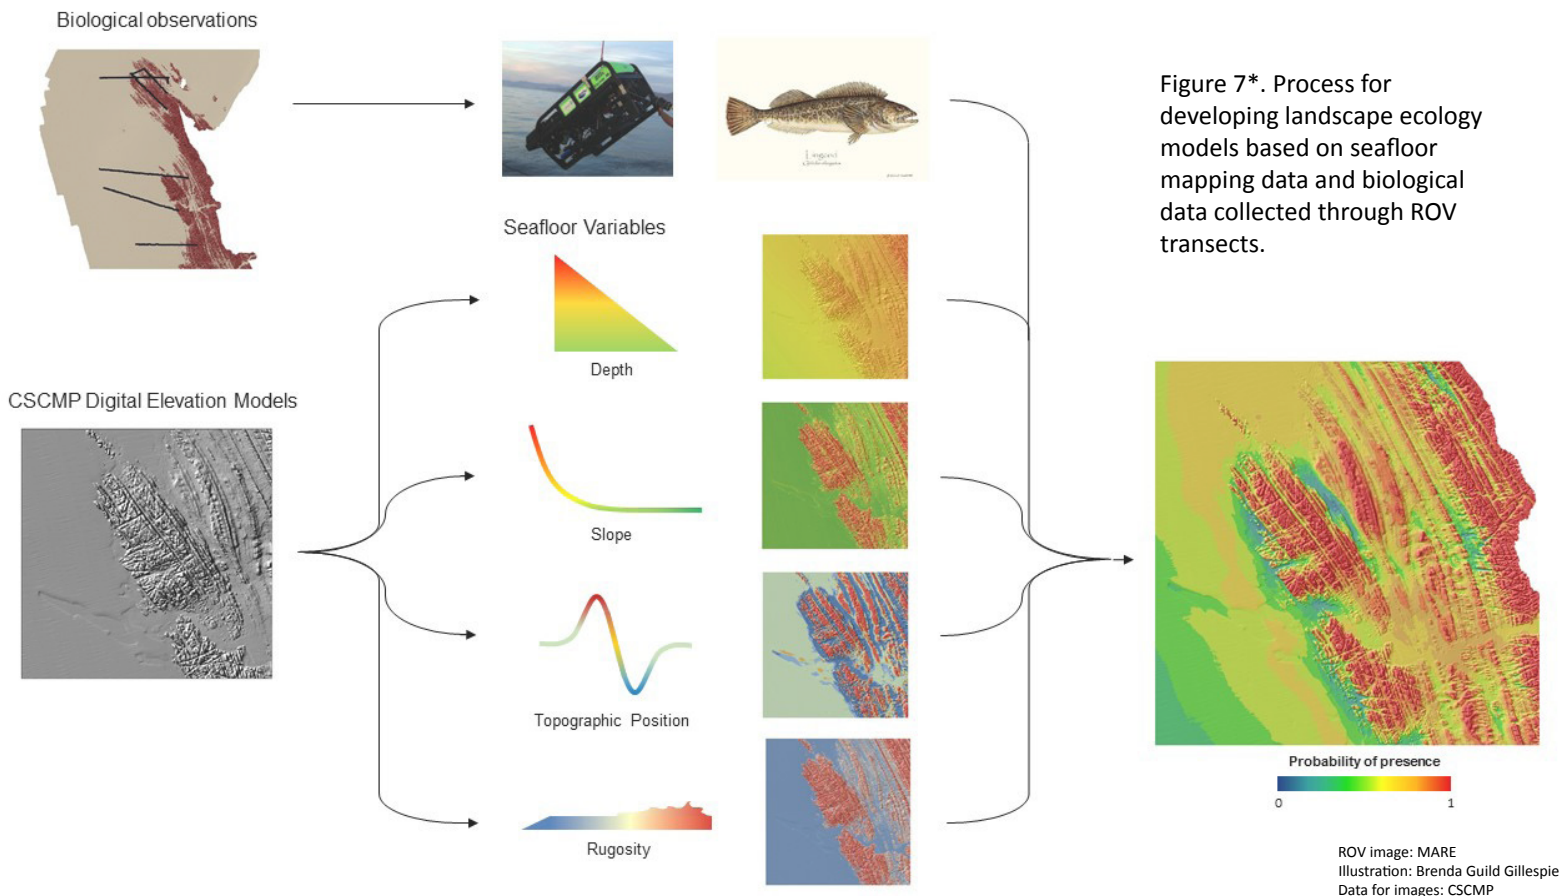 Biological observations
Lingcod
Figure 7*. Process for
developing landscape ecology
models based on seafloor
mapping data and biological
data collected through ROV
transects.
Seafloor Variables
Depth
CSCMP Digital Elevation Models
Slope
Topographic Position
Rugosity
Probability of presence
0 1
ROV image: MARE
Illustration: Brenda Guild Gillespie
Data for images: CSCMP